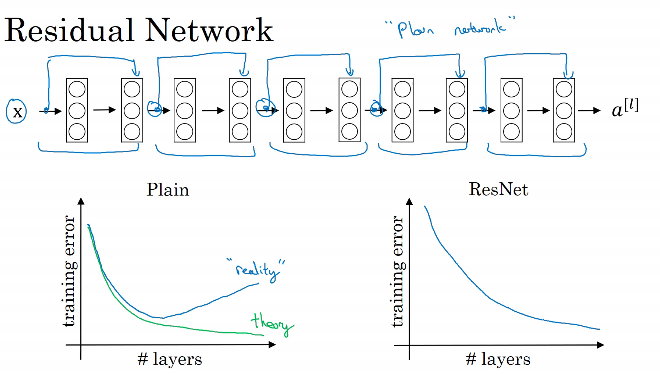 Residual Network
"Plain network"
x
a[l]
Plain
ResNet
training error
"reality"
theory
# layers
training error
# layers